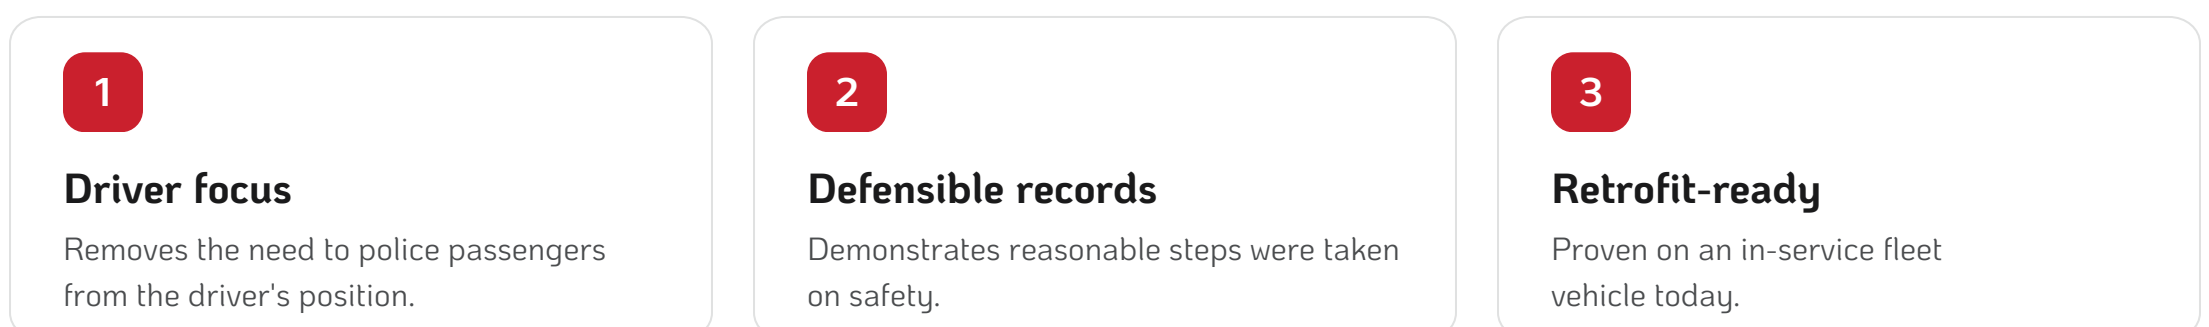 1
Driver focus
Removes the need to police passengers
from the driver's position.
2
Defensible records
Demonstrates reasonable steps were taken
on safety.
3
Retrofit-ready
Proven on an in-service fleet
vehicle today.